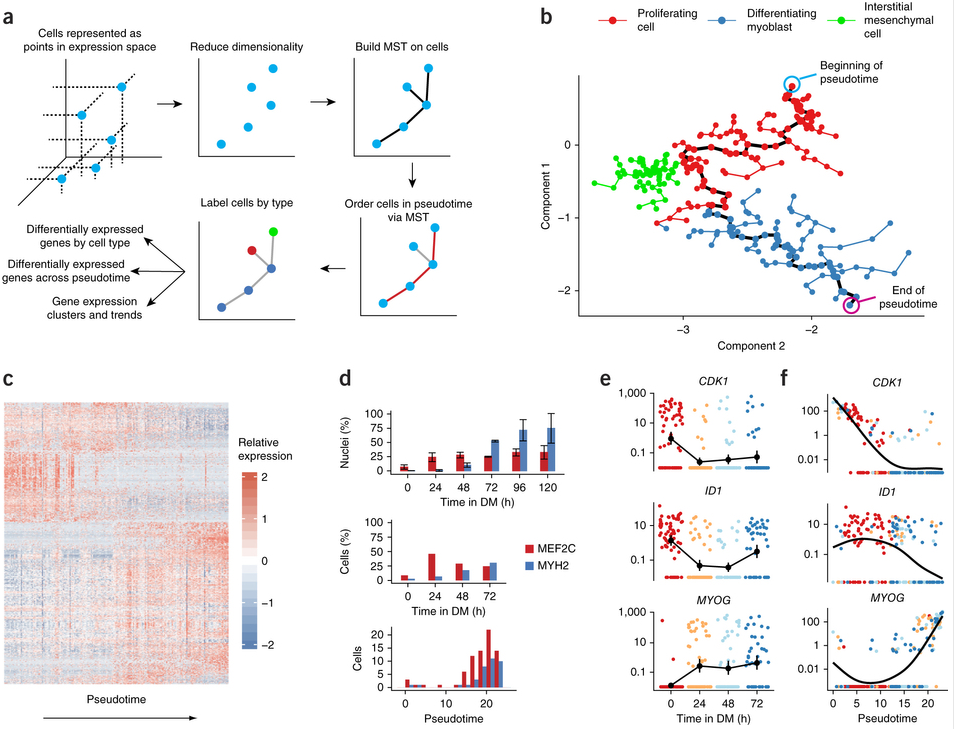 a
Cells represented as
points in expression space
Reduce dimensionality
Build MST on cells
Order cells in pseudotime
via MST
Label cells by type
Differentially expressed
genes by cell type
Differentially expressed
genes across pseudotime
Gene expression
clusters and trends
b
Proliferating
cell
Differentiating
myoblast
Interstitial
mesenchymal
cell
Beginning of
pseudotime
End of
pseudotime
Component 1
0
−1
−2
−3
−2
Component 2
c
Relative
expression
2
1
0
−1
−2
Pseudotime
d
Nuclei (%)
100
75
50
25
0
0 24 48 72 96 120
Time in DM (h)
Cells (%)
100
75
50
25
0
0 24 48 72
Time in DM (h)
MEF2C
MYH2
Cells
20
15
10
5
0
0 10 20
Pseudotime
e
CDK1
1,000
10
0.1
ID1
10
0.1
MYOG
1,000
10
0.1
0 24 48 72
Time in DM (h)
f
CDK1
100
1
0.01
ID1
10
0.1
MYOG
100
1
0.01
0 5 10 15 20
Pseudotime